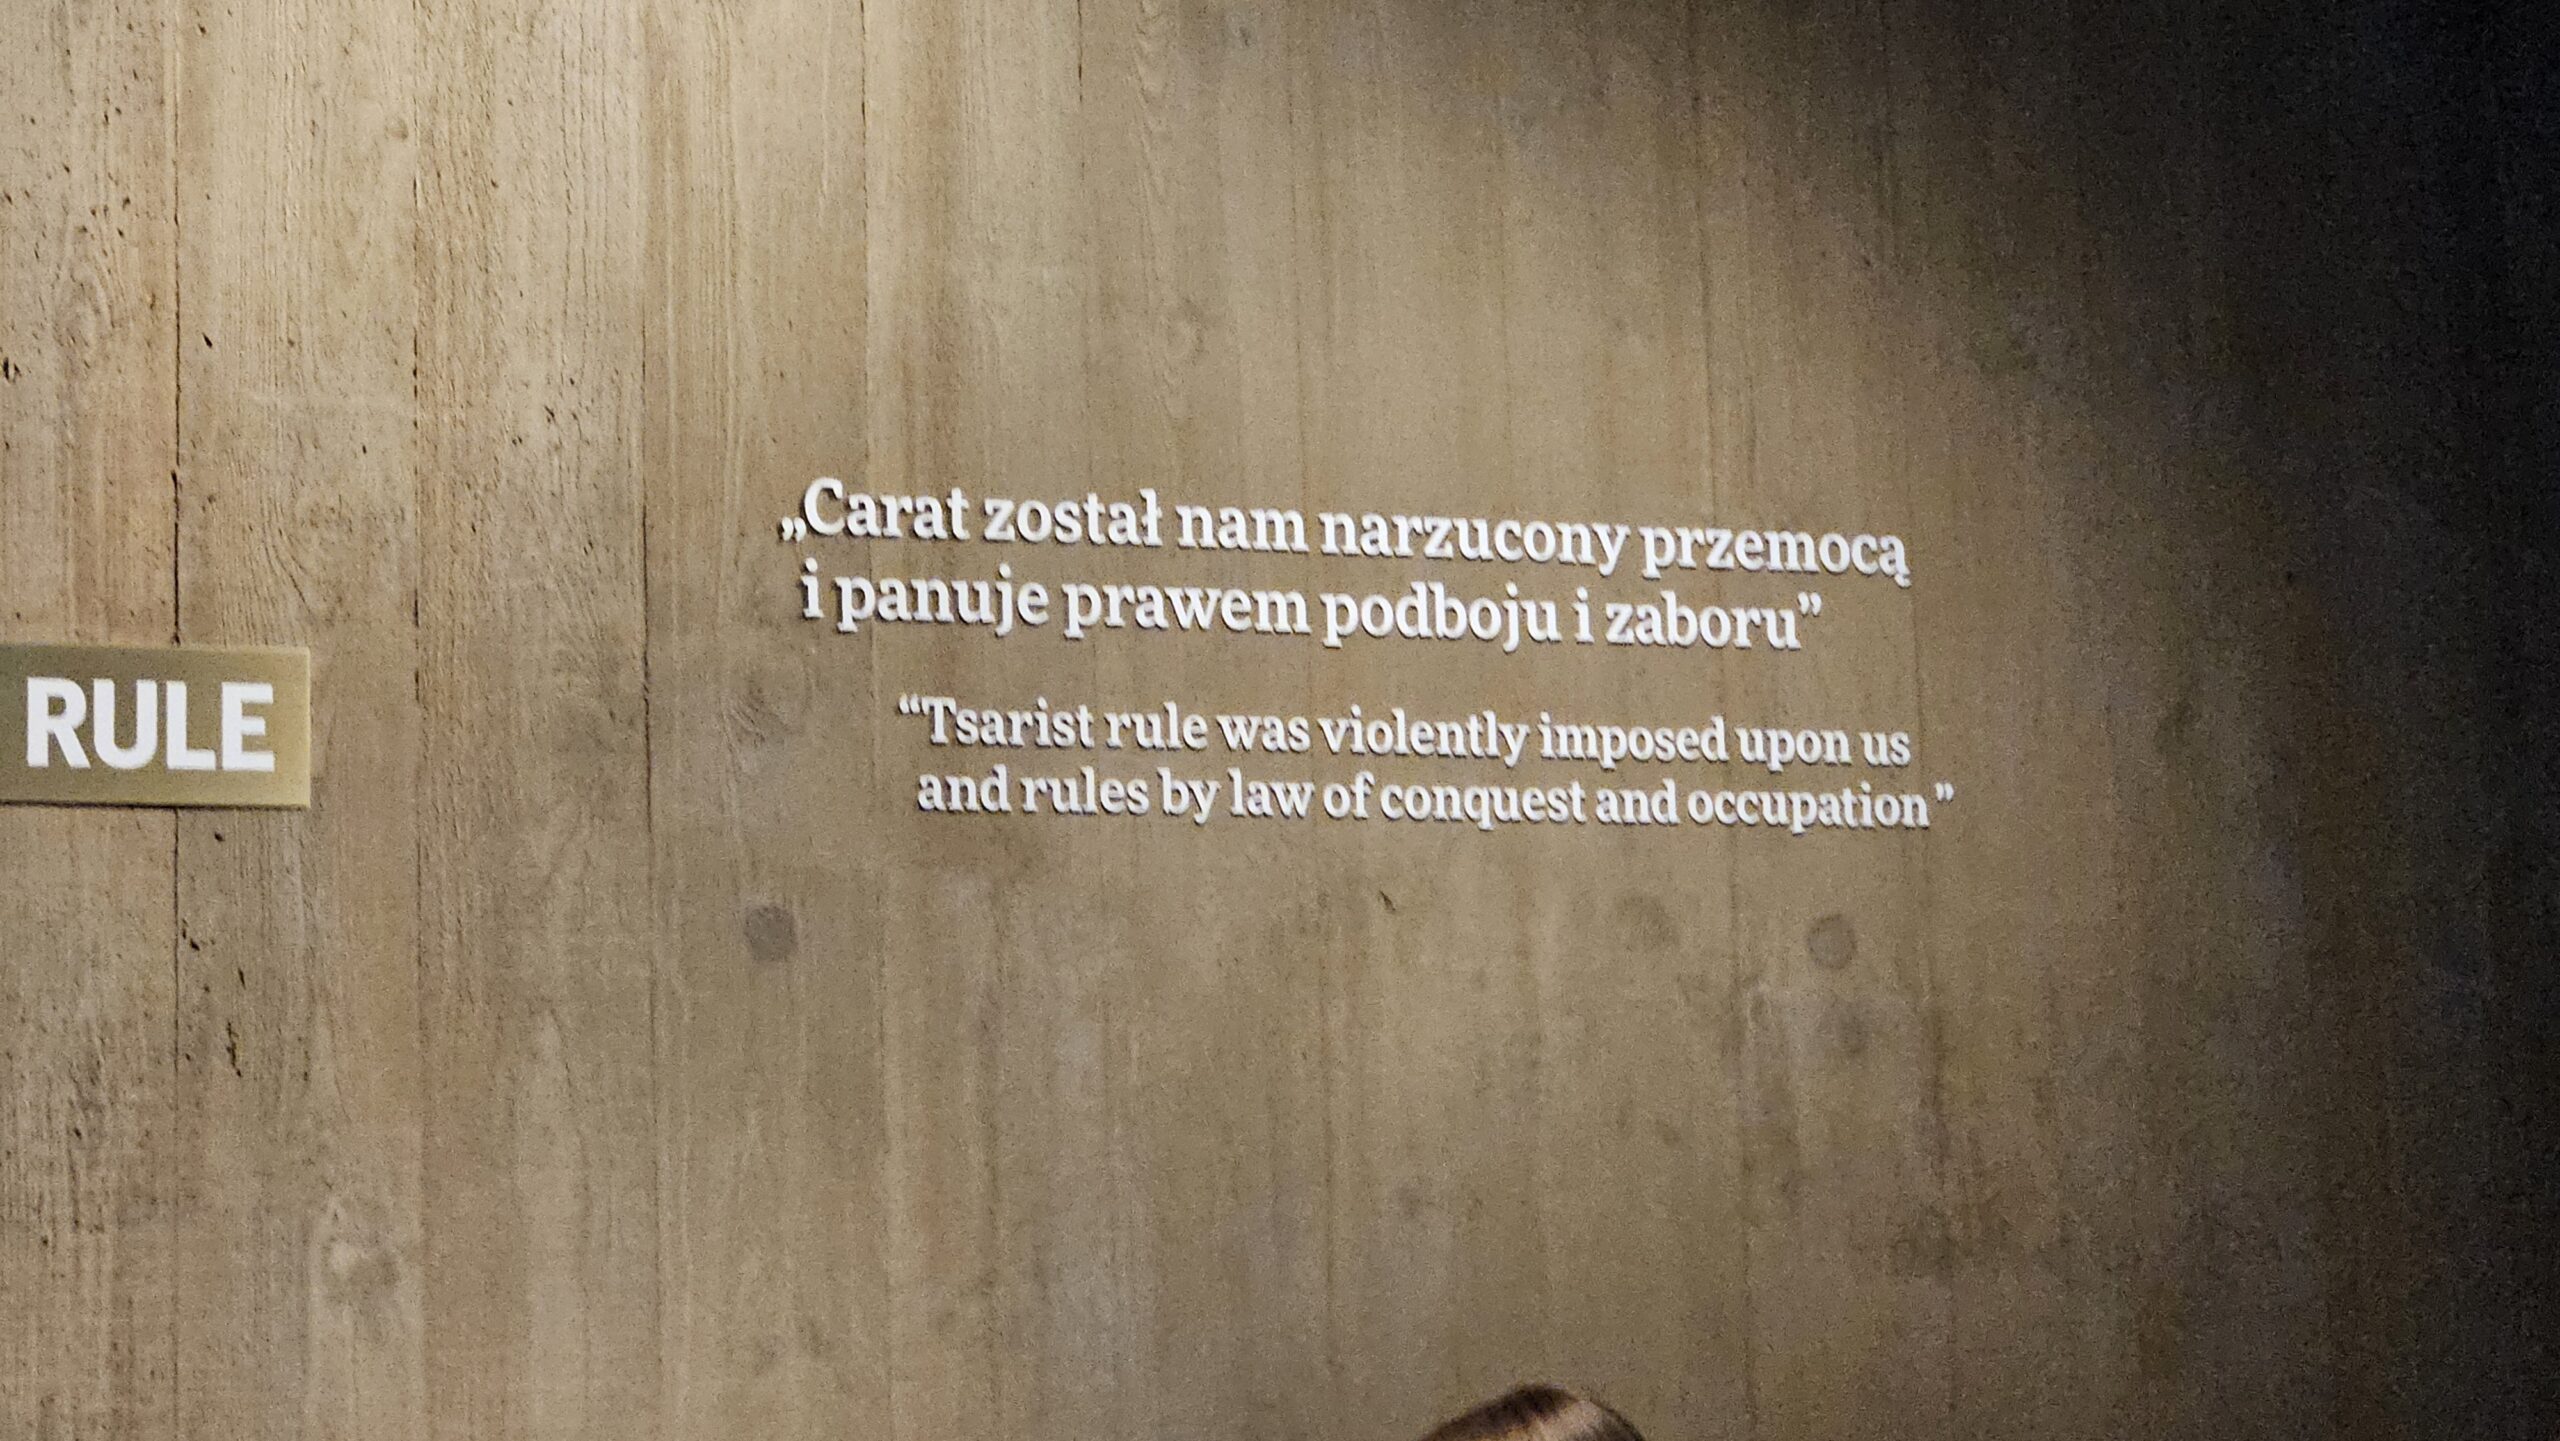 RULE
„Carat został nam narzucony przemocą
i panuje prawem podboju i zaboru”
“Tsarist rule was violently imposed upon us
and rules by law of conquest and occupation”